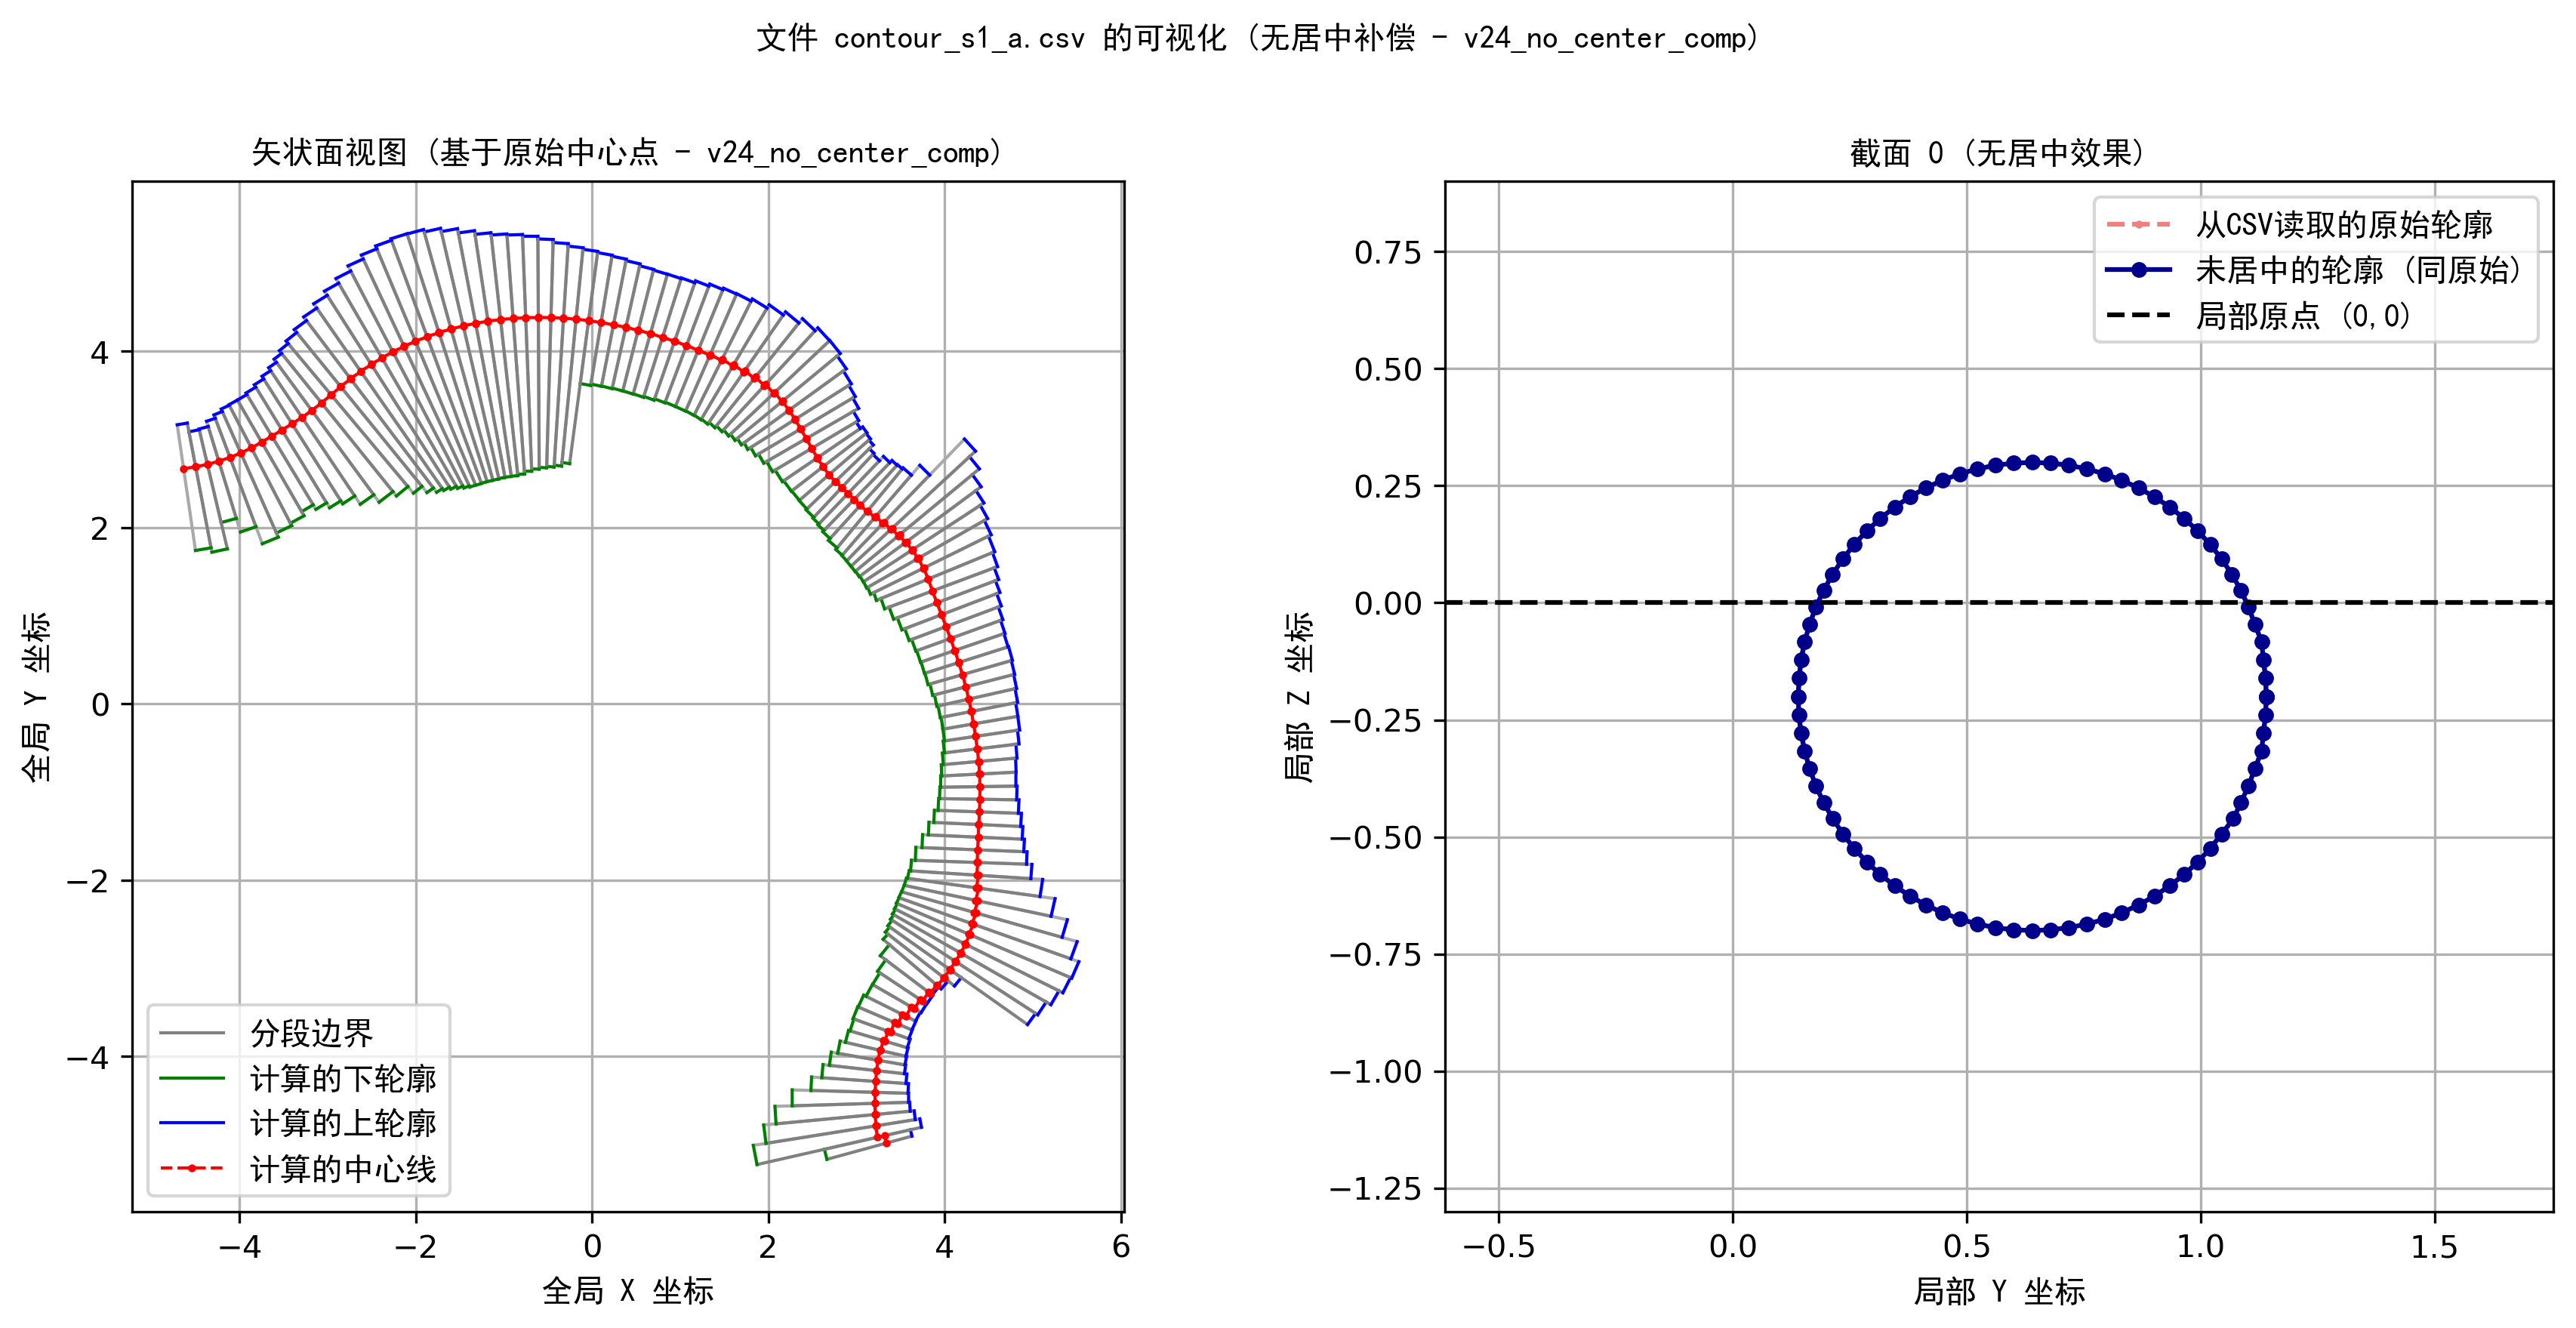 文件 contour_s1_a.csv 的可视化 (无居中补偿 - v24_no_center_comp)
矢状面视图 (基于原始中心点 - v24_no_center_comp)
全局 Y 坐标
4
2
0
−2
−4
分段边界
计算的下轮廓
计算的上轮廓
计算的中心线
−4
−2
0
2
4
6
全局 X 坐标
截面 0 (无居中效果)
局部 Z 坐标
0.75
0.50
0.25
0.00
−0.25
−0.50
−0.75
−1.00
−1.25
从CSV读取的原始轮廓
未居中的轮廓 (同原始)
局部原点 (0,0)
−0.5
0.0
0.5
1.0
1.5
局部 Y 坐标